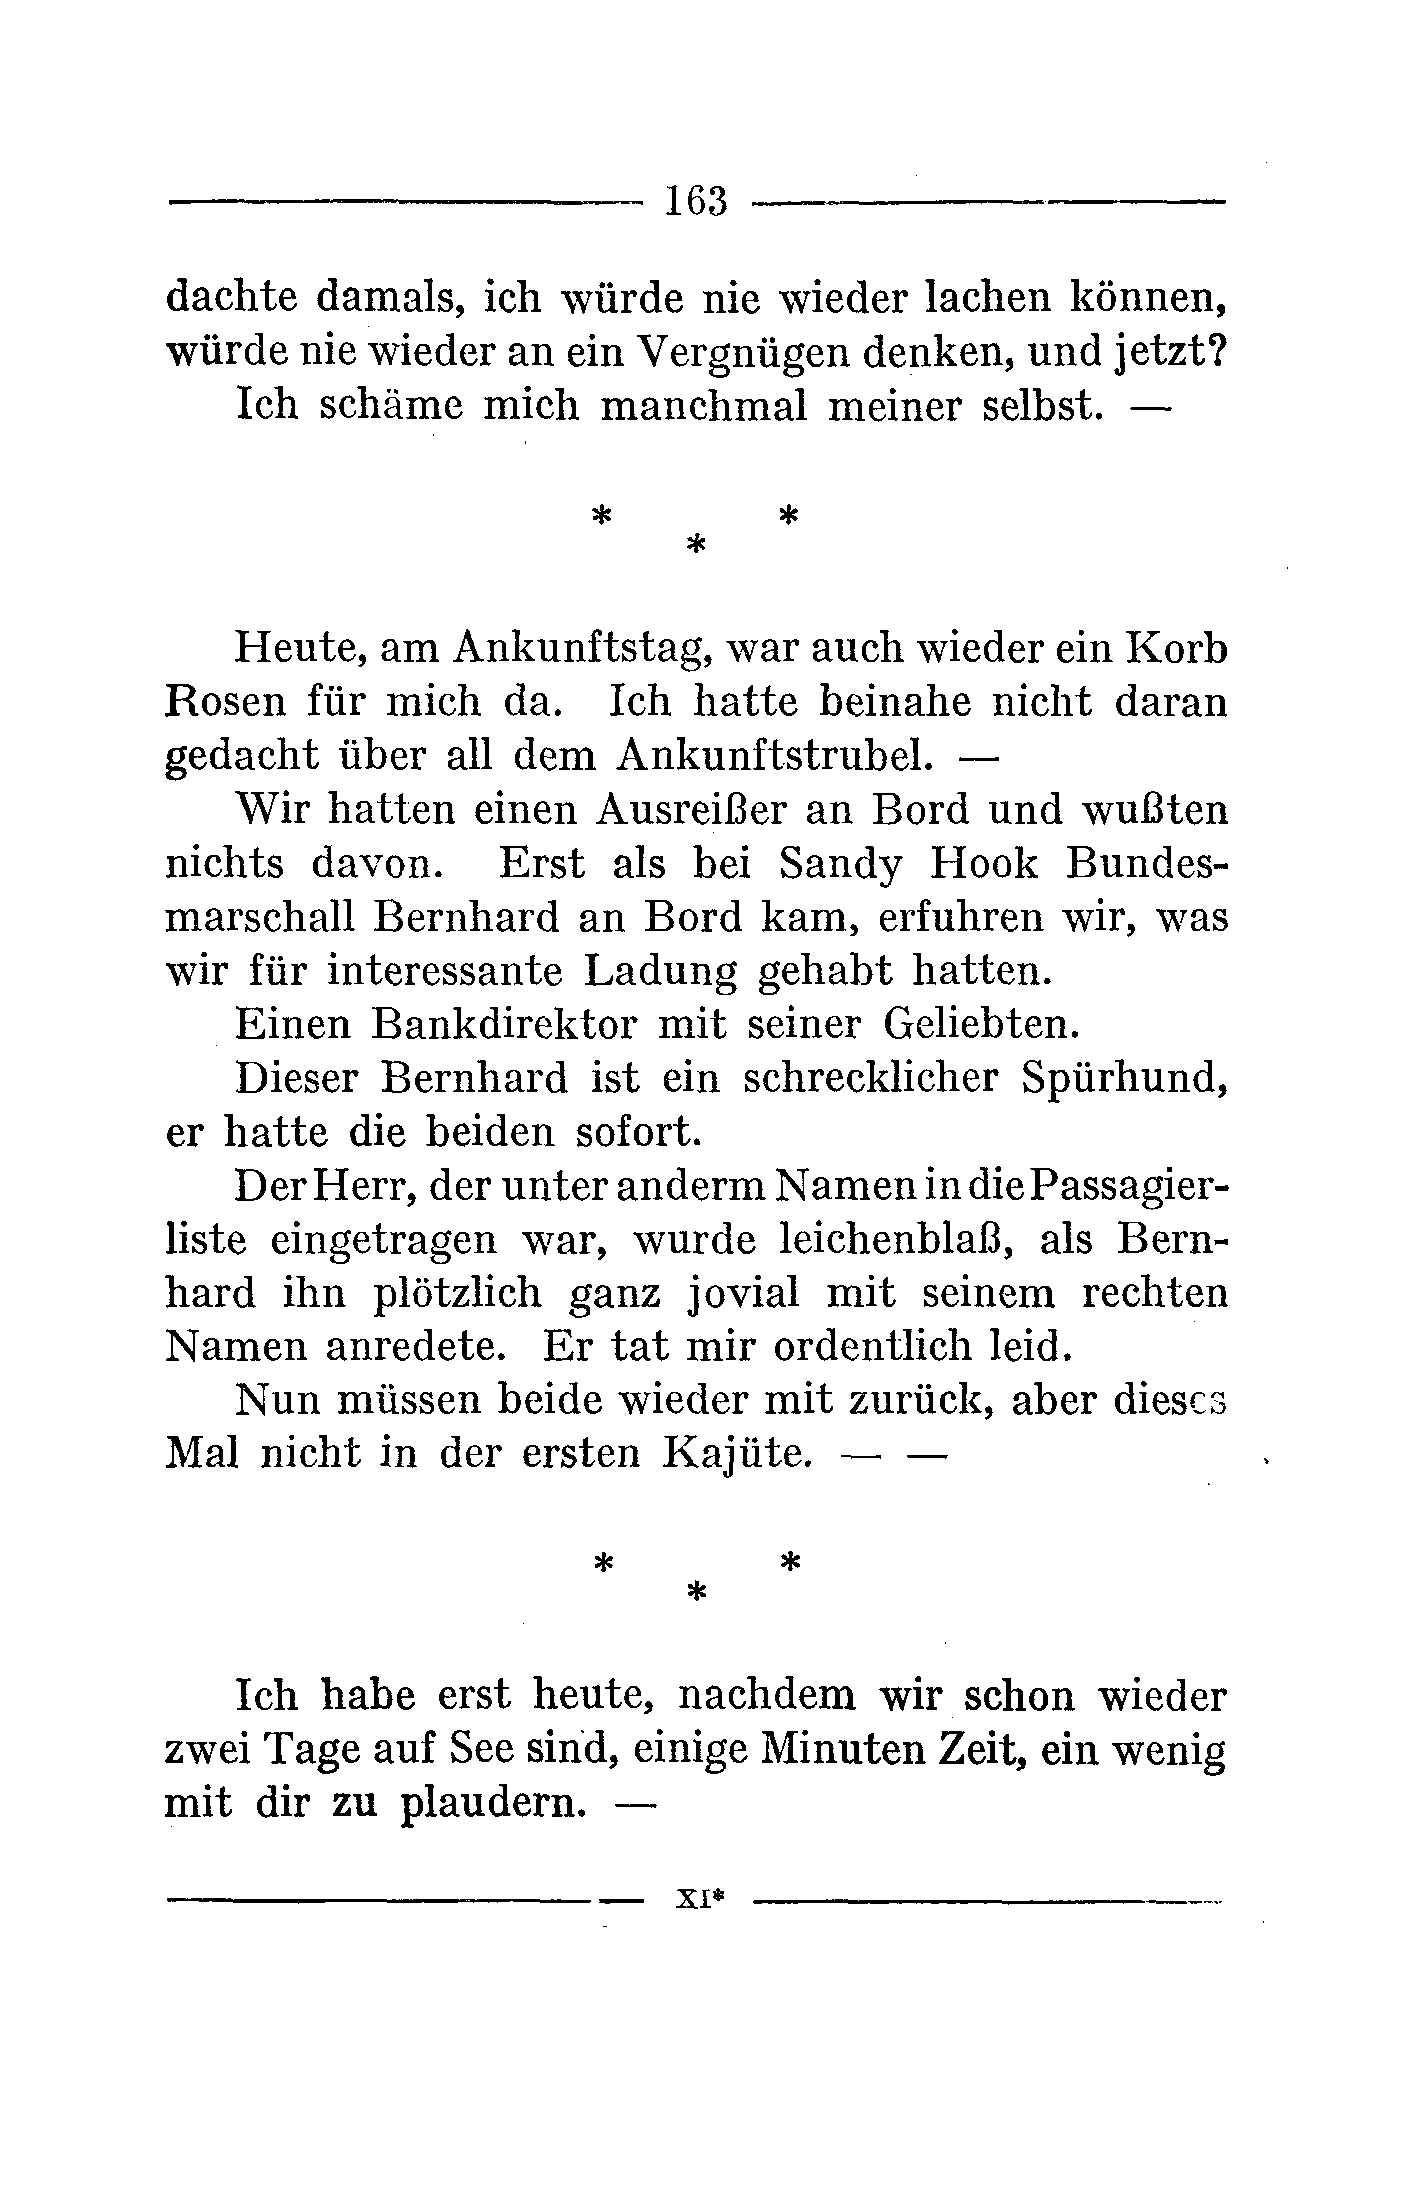 163
dachte damals, ich würde nie wieder lachen können,
würde nie wieder an ein Vergnügen denken, und jetzt?
Ich schäme mich manchmal meiner selbst. —
* *
*
Heute, am Ankunftstag, war auch wieder ein Korb
Rosen für mich da. Ich hatte beinahe nicht daran
gedacht über all dem Ankunftstrubel. —
Wir hatten einen Ausreißer an Bord und wußten
nichts davon. Erst als bei Sandy Hook Bundes-
marschall Bernhard an Bord kam, erfuhren wir, was
wir für interessante Ladung gehabt hatten.
Einen Bankdirektor mit seiner Geliebten.
Dieser Bernhard ist ein schrecklicher Spürhund,
er hatte die beiden sofort.
Der Herr, der unter anderm Namen in die Passagier-
liste eingetragen war, wurde leichenblaß, als Bern-
hard ihn plötzlich ganz jovial mit seinem rechten
Namen anredete. Er tat mir ordentlich leid.
Nun müssen beide wieder mit zurück, aber dieses
Mal nicht in der ersten Kajüte. — —
* *
*
Ich habe erst heute, nachdem wir schon wieder
zwei Tage auf See sind, einige Minuten Zeit, ein wenig
mit dir zu plaudern. —
XI*